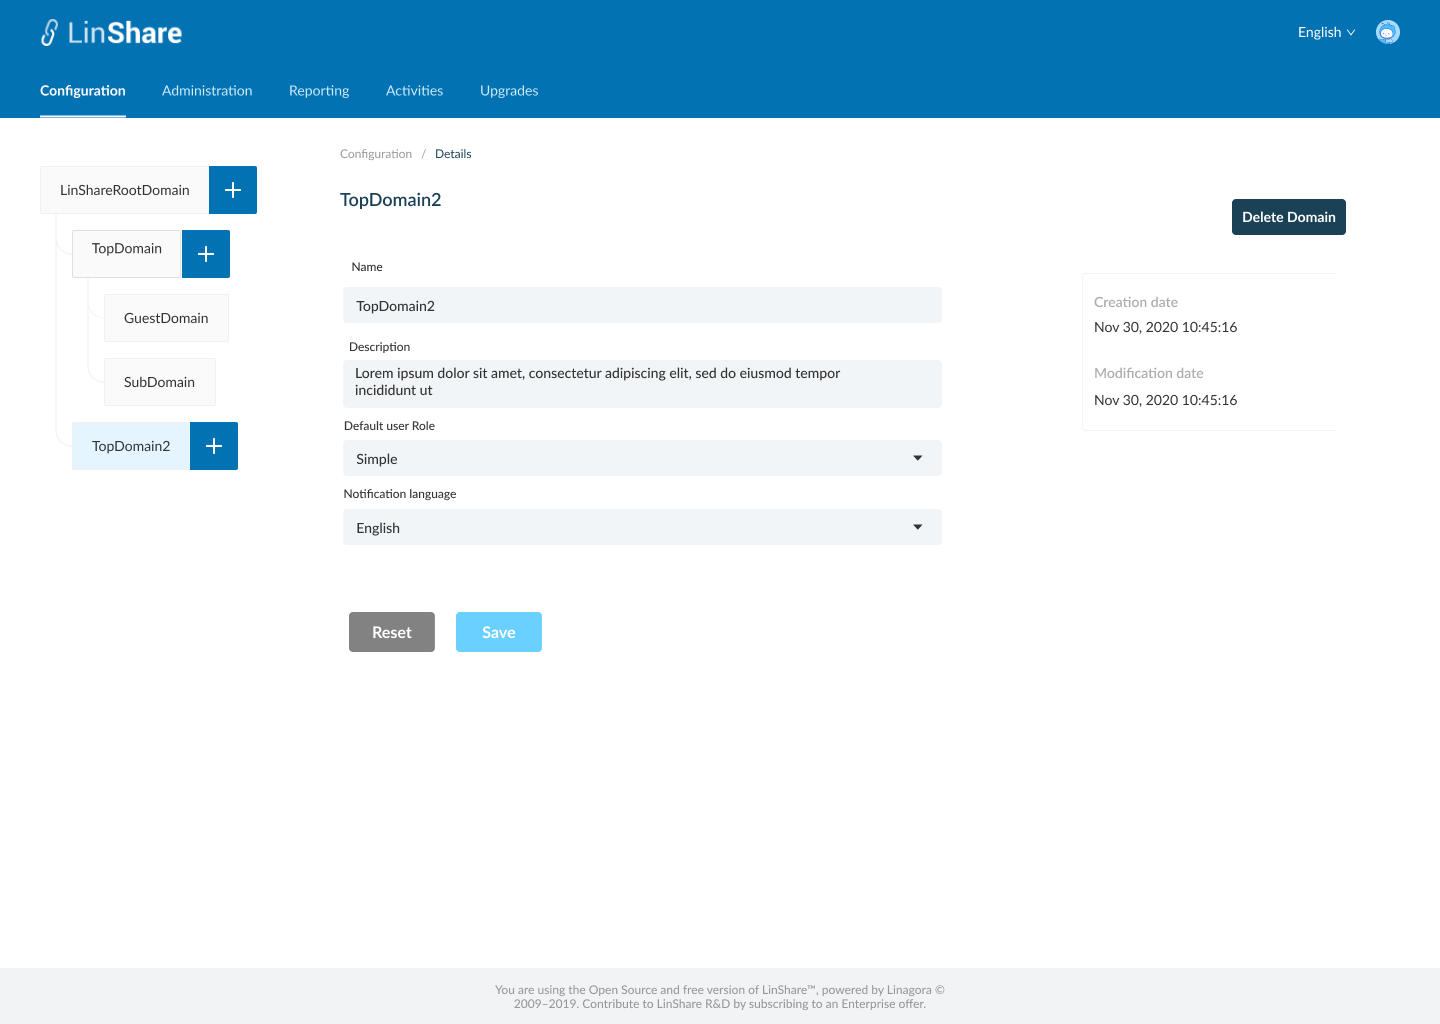 LinShare
English
Configuration
Administration
Reporting
Activities
Upgrades
Configuration / Details
LinShareRootDomain
TopDomain
GuestDomain
SubDomain
TopDomain2
TopDomain2
Delete Domain
Name
TopDomain2
Description
Lorem ipsum dolor sit amet, consectetur adipiscing elit, sed do eiusmod tempor
incididunt ut
Default user Role
Simple
Notification language
English
Reset
Save
Creation date
Nov 30, 2020 10:45:16
Modification date
Nov 30, 2020 10:45:16
You are using the Open Source and free version of LinShare™, powered by Linagora ©
2009–2019. Contribute to LinShare R&D by subscribing to an Enterprise offer.